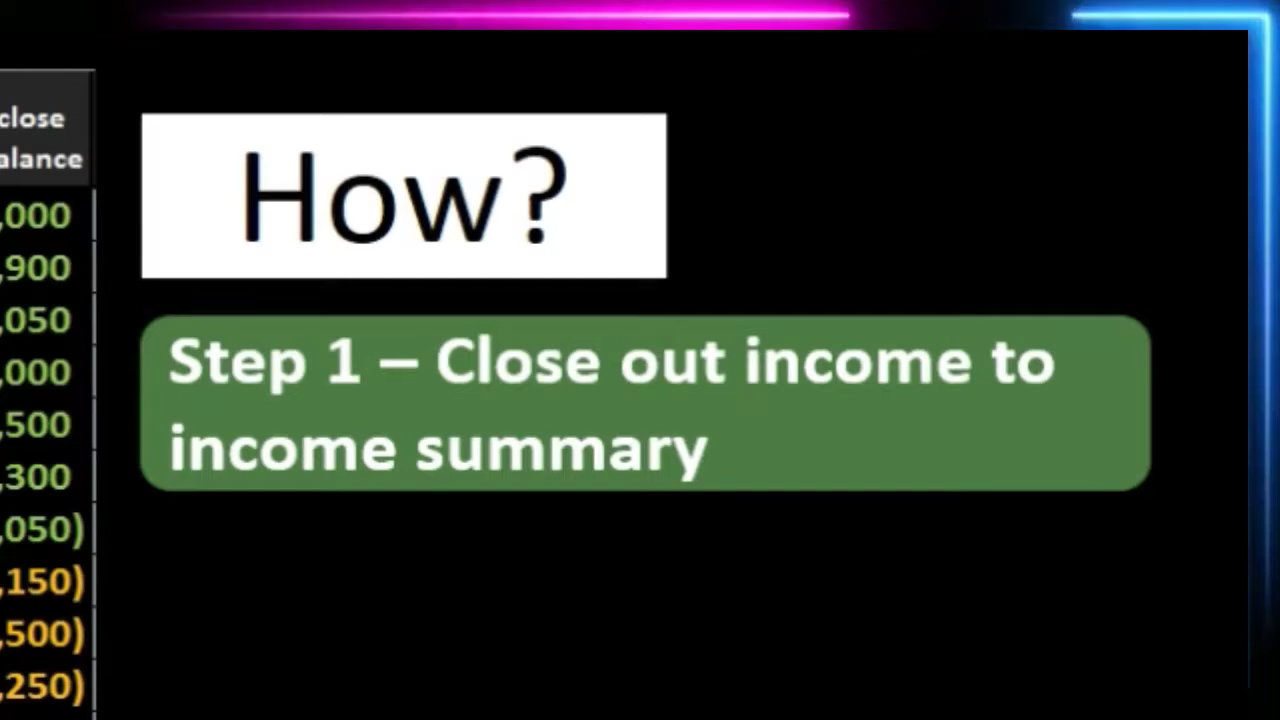 close
alance
,000
,900
,050
,000
,500
,300
,050)
,150)
,500)
,250)
How?
Step 1 – Close out income to
income summary